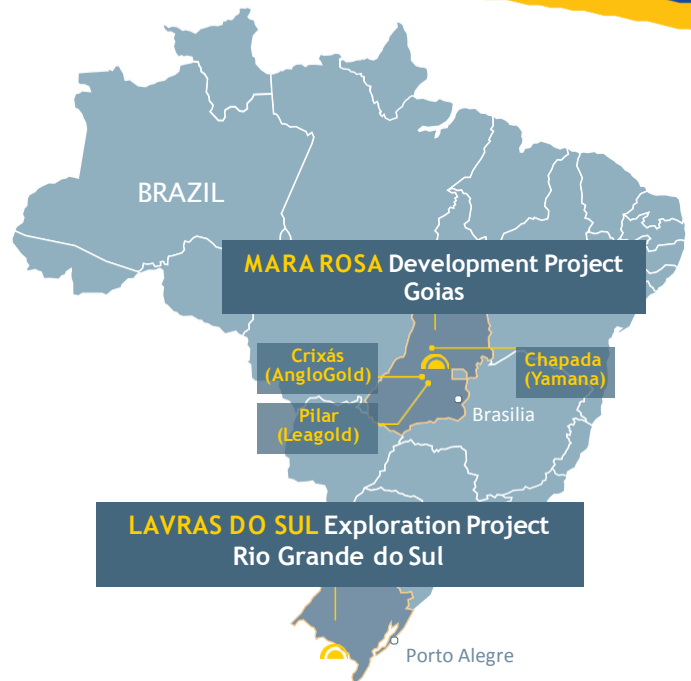 BRAZIL
MARA ROSA Development Project
Goias
Crixás
(AngloGold)
Chapada
(Yamana)
Pilar
(Leagold)
Brasilia
LAVRAS DO SUL Exploration Project
Rio Grande do Sul
Porto Alegre